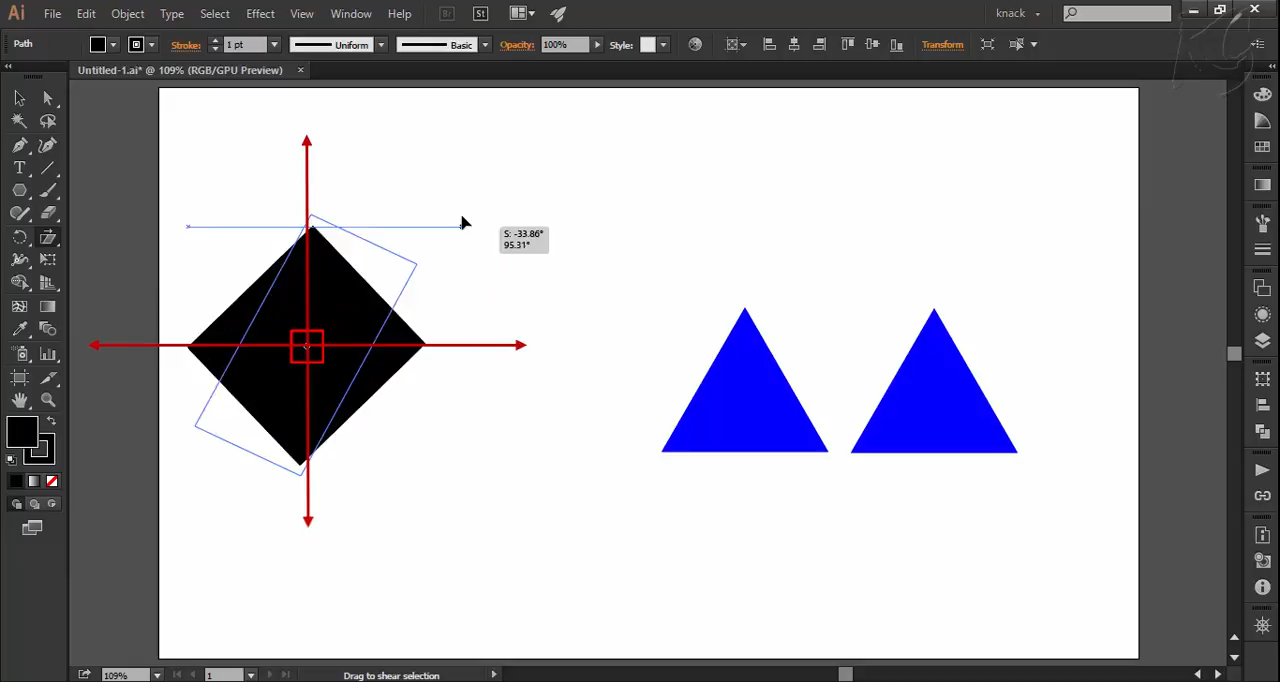 Ai File Edit Object Type Select Effect View Window Help Br St knack
Path Stroke: 1 pt Uniform Basic Opacity: 100% Style: Transform
Untitled-1.ai* @ 109% (RGB/GPU Preview) ×
S: -33.86°
95.31°
T
109% 1 Drag to shear selection